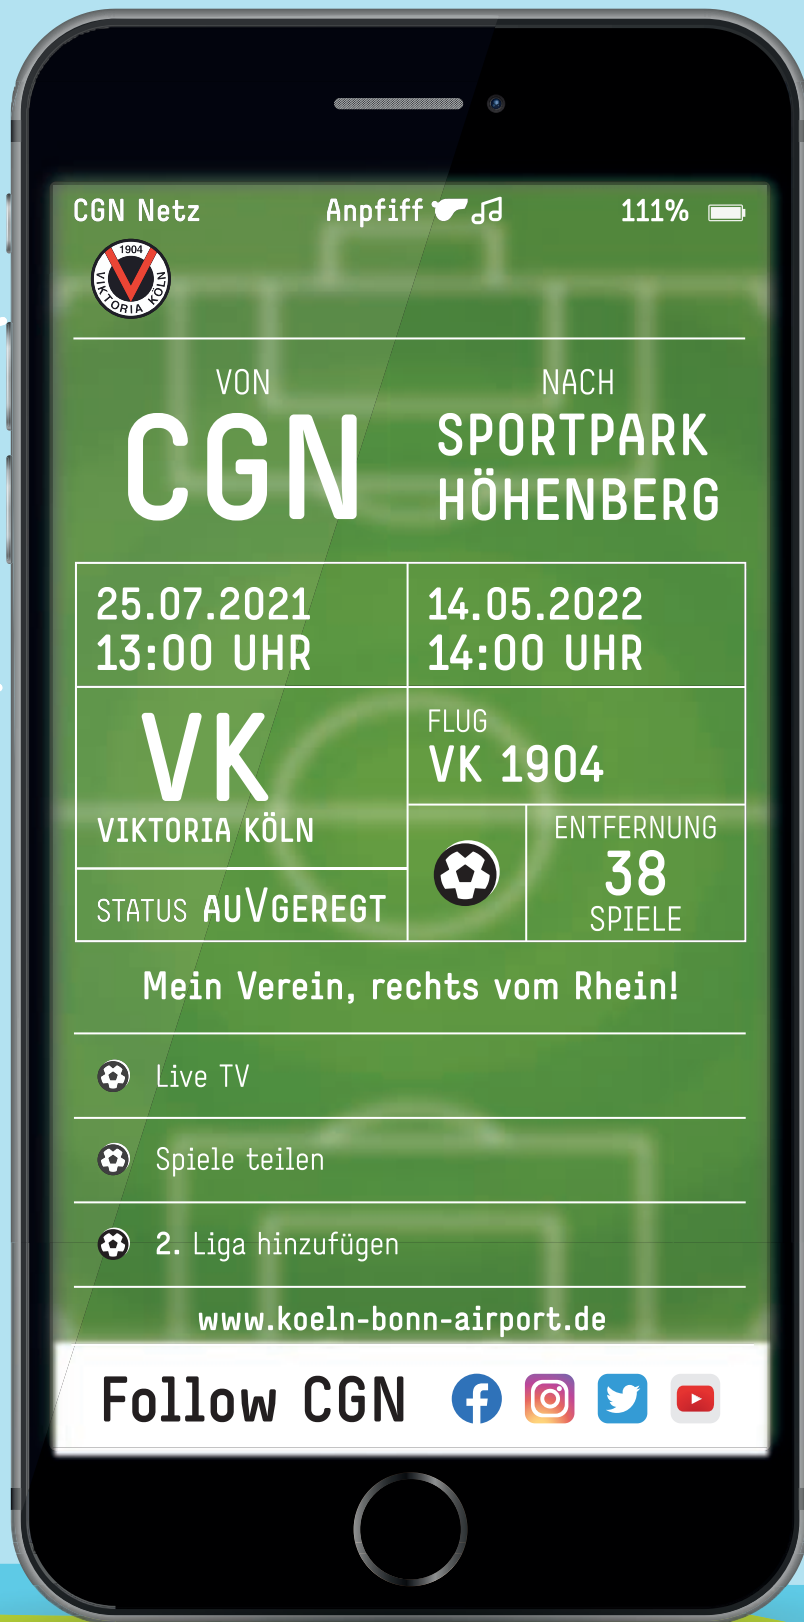 CGN Netz Anpfiff 111%
1904
VIKTORIA KÖLN
VON
CGN
NACH
SPORTPARK
HÖHENBERG
25.07.2021
13:00 UHR
14.05.2022
14:00 UHR
VK
VIKTORIA KÖLN
FLUG
VK 1904
STATUS AUVGEREGT
ENTFERNUNG
38
SPIELE
Mein Verein, rechts vom Rhein!
Live TV
Spiele teilen
2. Liga hinzufügen
www.koeln-bonn-airport.de
Follow CGN